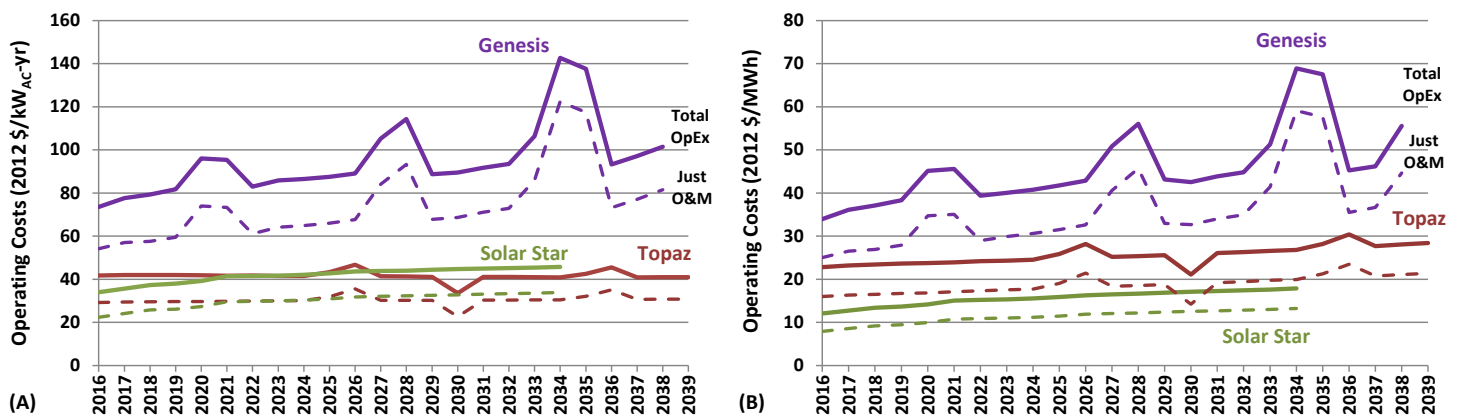 Operating Costs (2012 $/kWAC-yr)
160
140
120
100
80
60
40
20
0
Genesis
Total
OpEx
Just
O&M
Solar Star
Topaz
2016 2017 2018 2019 2020 2021 2022 2023 2024 2025 2026 2027 2028 2029 2030 2031 2032 2033 2034 2035 2036 2037 2038 2039
(A)
Operating Costs (2012 $/MWh)
80
70
60
50
40
30
20
10
0
Genesis
Total
OpEx
Just
O&M
Topaz
Solar Star
2016 2017 2018 2019 2020 2021 2022 2023 2024 2025 2026 2027 2028 2029 2030 2031 2032 2033 2034 2035 2036 2037 2038 2039
(B)